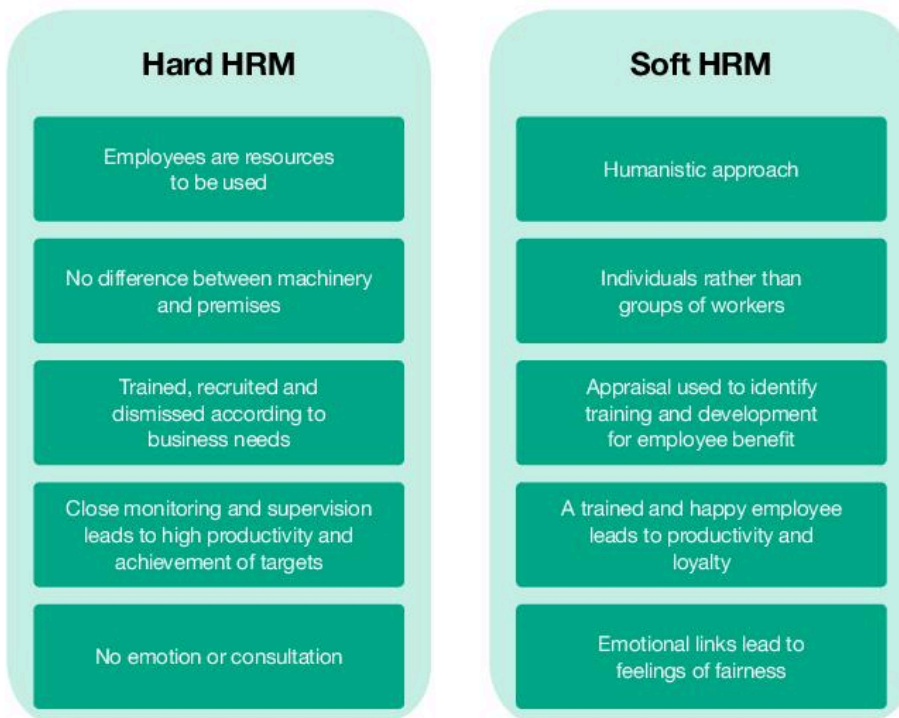 Hard HRM
Employees are resources
to be used
No difference between machinery
and premises
Trained, recruited and
dismissed according to
business needs
Close monitoring and supervision
leads to high productivity and
achievement of targets
No emotion or consultation
Soft HRM
Humanistic approach
Individuals rather than
groups of workers
Appraisal used to identify
training and development
for employee benefit
A trained and happy employee
leads to productivity and
loyalty
Emotional links lead to
feelings of fairness